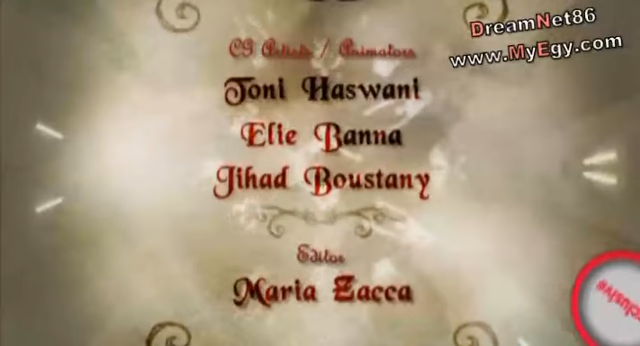 DreamNet86
www.MyEgy.com
CG Artists / Animators
Toni Haswani
Elie Banna
Jihad Boustany
Editor
Maria Zacca